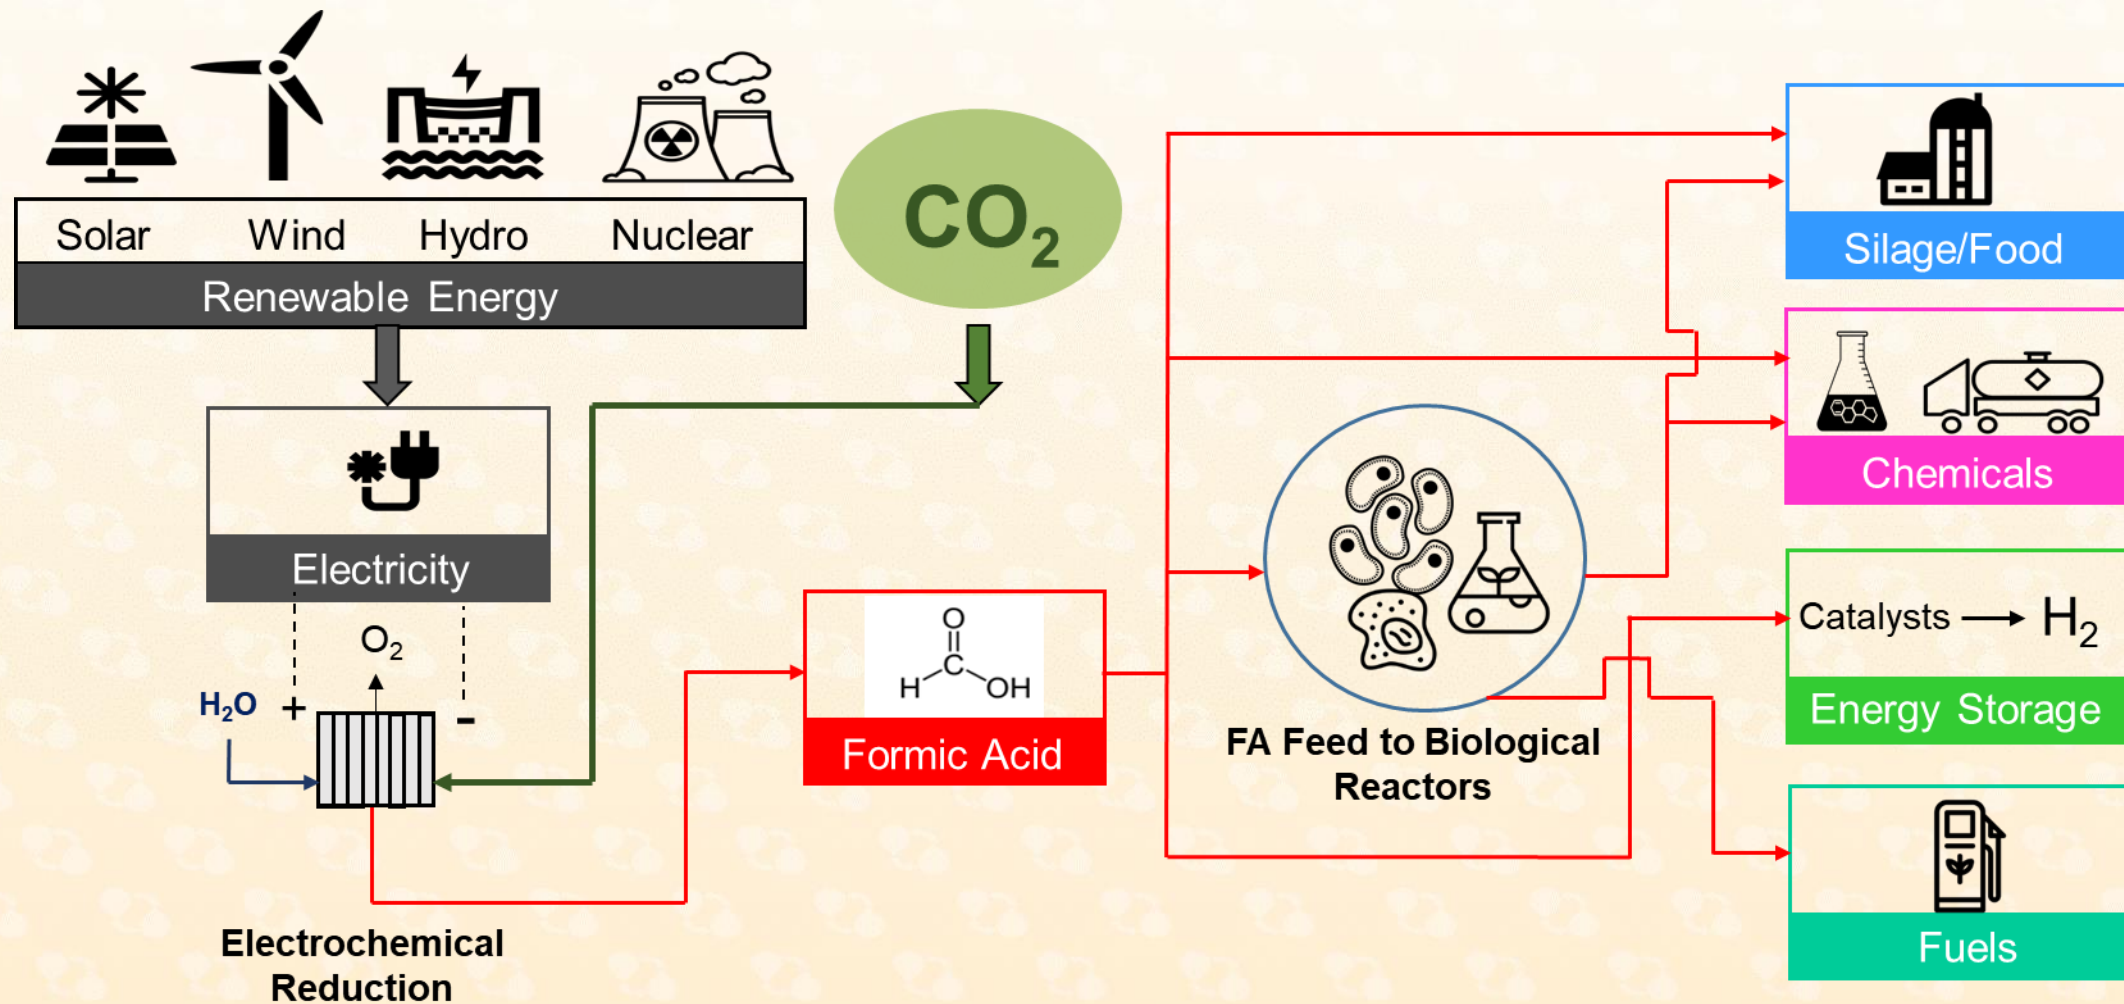 Solar Wind Hydro Nuclear
Renewable Energy
CO₂
Electricity
O₂
H₂O + -
Electrochemical
Reduction
O
C
H OH
Formic Acid
FA Feed to Biological
Reactors
Silage/Food
Chemicals
Catalysts → H₂
Energy Storage
Fuels